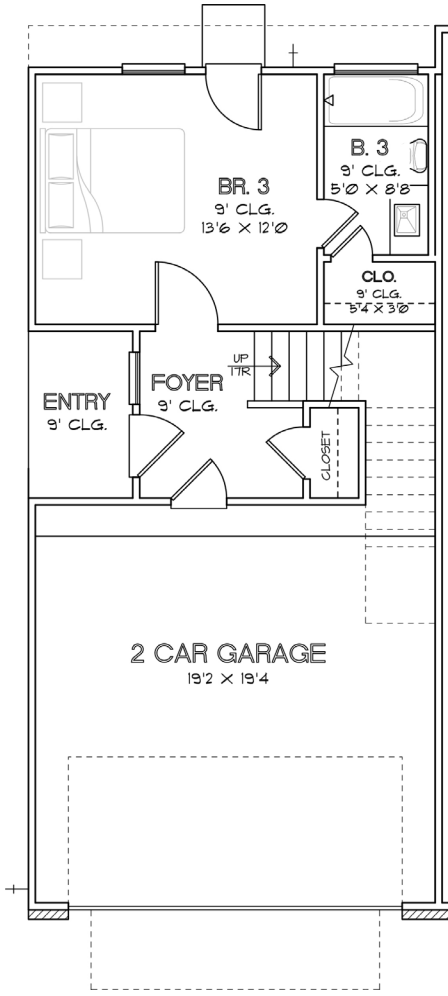 BR. 3
9' CLG.
13'6 X 12'0
B. 3
9' CLG.
5'0 X 8'8
CLO.
9' CLG.
5'4 X 3'0
UP
17R
FOYER
9' CLG.
ENTRY
9' CLG.
CLOSET
2 CAR GARAGE
19'2 X 19'4